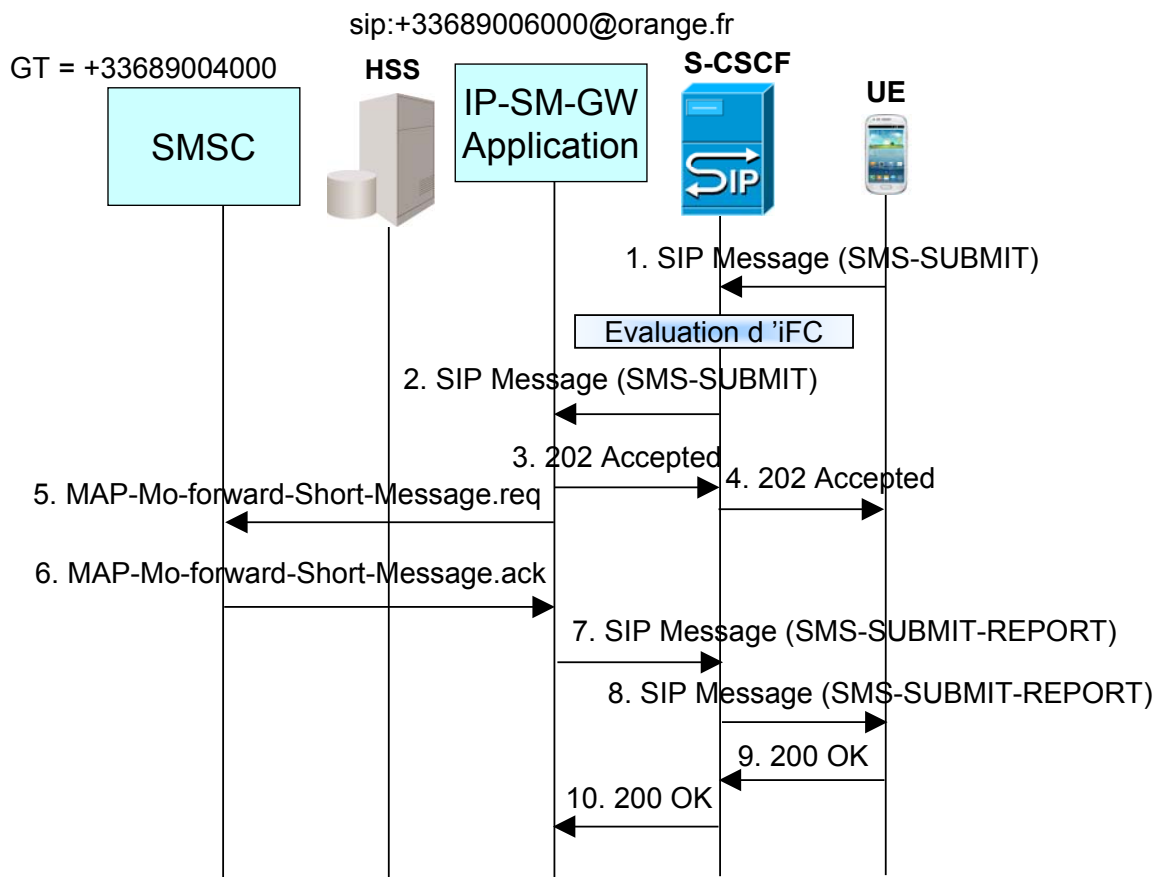 sip:+33689006000@orange.fr
GT = +33689004000
HSS
S-CSCF
UE
SMSC
IP-SM-GW
Application
SIP
1. SIP Message (SMS-SUBMIT)
Evaluation d 'iFC
2. SIP Message (SMS-SUBMIT)
3. 202 Accepted
4. 202 Accepted
5. MAP-Mo-forward-Short-Message.req
6. MAP-Mo-forward-Short-Message.ack
7. SIP Message (SMS-SUBMIT-REPORT)
8. SIP Message (SMS-SUBMIT-REPORT)
9. 200 OK
10. 200 OK